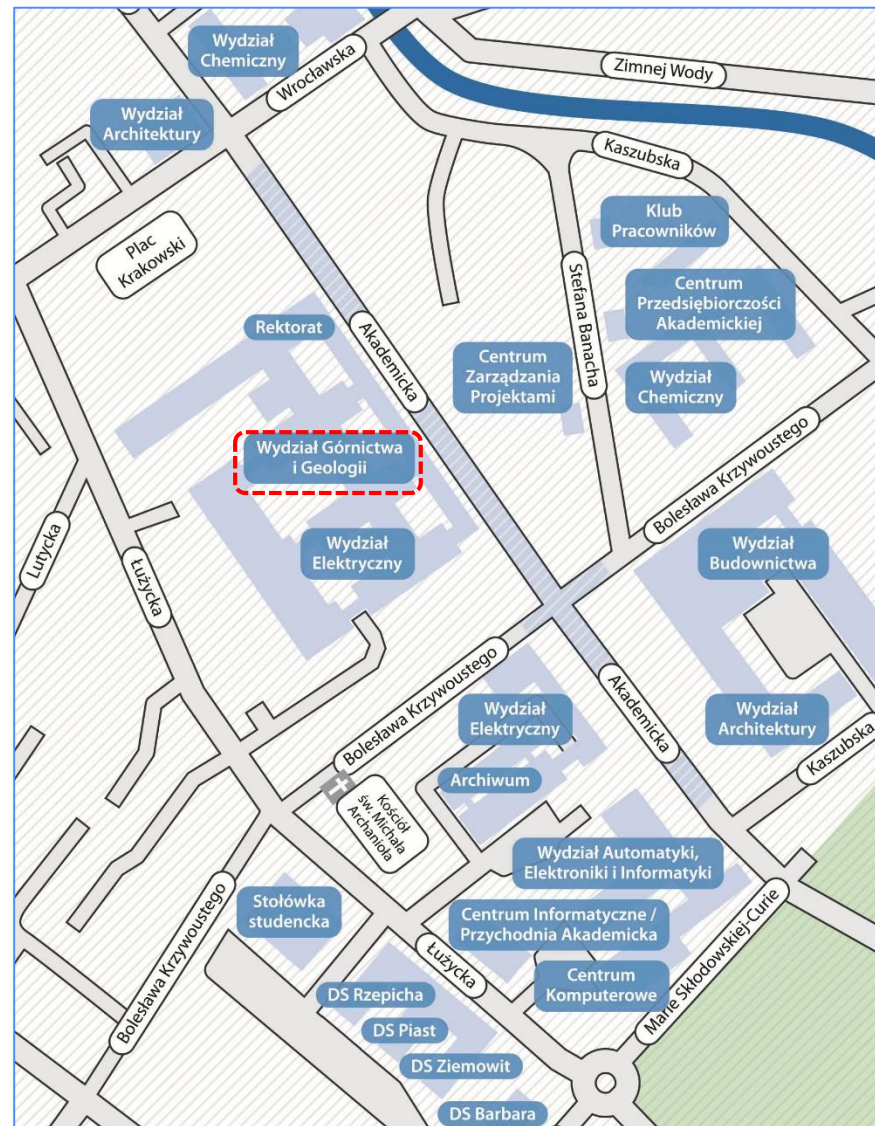 Wydział
Chemiczny
Wrocławska
Zimnej Wody
Wydział
Architektury
Kaszubska
Plac
Krakowski
Klub
Pracowników
Stefana Banacha
Centrum
Przedsiębiorczości
Akademickiej
Rektorat
Akademicka
Centrum
Zarządzania
Projektami
Wydział
Chemiczny
Wydział Górnictwa
i Geologii
Bolesława Krzywoustego
Lutycka
Łużycka
Wydział
Elektryczny
Wydział
Budownictwa
Bolesława Krzywoustego
Akademicka
Wydział
Elektryczny
Wydział
Architektury
Kaszubska
Archiwum
Kościół
św. Michała
Archanioła
Wydział Automatyki,
Elektroniki i Informatyki
Stołówka
studencka
Centrum Informatyczne /
Przychodnia Akademicka
Marie Skłodowskiej-Curie
Bolesława Krzywoustego
Łużycka
Centrum
Komputerowe
DS Rzepicha
DS Piast
DS Ziemowit
DS Barbara